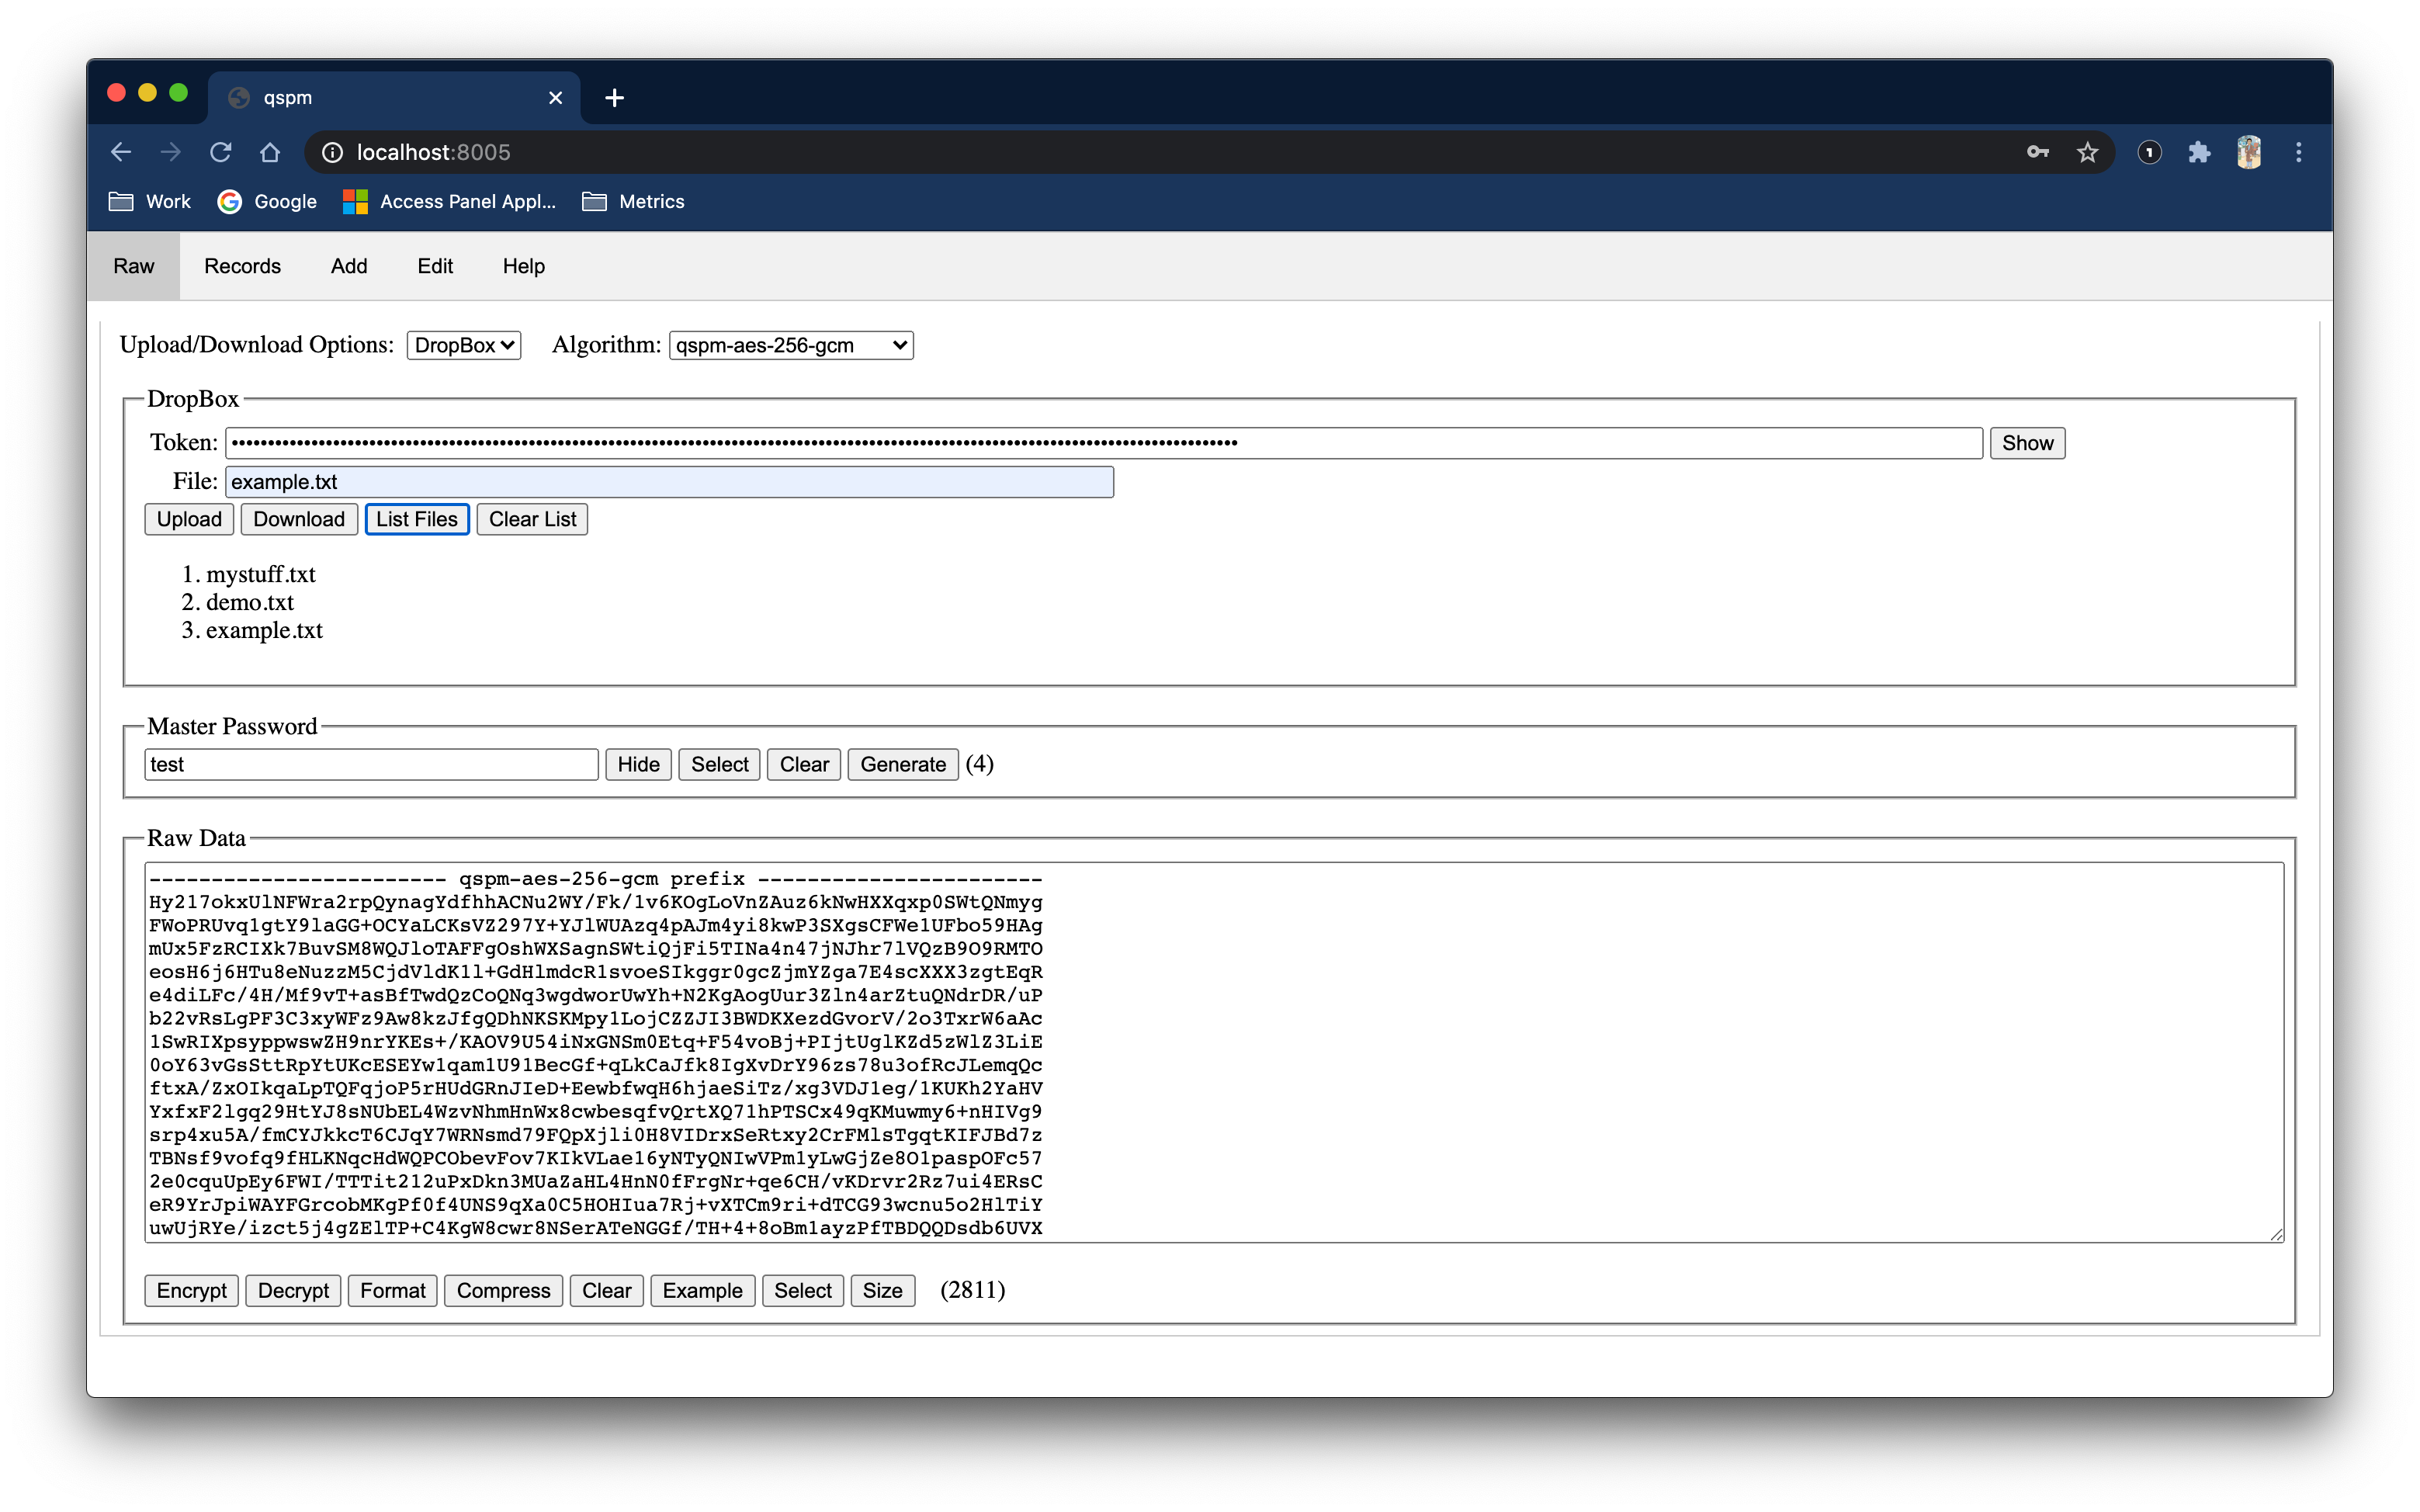 qspm
localhost:8005
Work Google Access Panel Appl... Metrics
Raw Records Add Edit Help
Upload/Download Options: DropBox Algorithm: qspm-aes-256-gcm
DropBox
Token: Show
File: example.txt
Upload Download List Files Clear List
1. mystuff.txt
2. demo.txt
3. example.txt
Master Password
test Hide Select Clear Generate (4)
Raw Data
------------------------ qspm-aes-256-gcm prefix -----------------------
Hy217okxUlNFWra2rpQynagYdfhhACNu2WY/Fk/1v6KOgLoVnZAuz6kNwHXXqxp0SWtQNmyg
FWoPRUvq1gtY9laGG+OCYaLCKsVZ297Y+YJlWUAzq4pAJm4yi8kwP3SXgsCFWelUFbo59HAg
mUx5FzRCIXk7BuvSM8WQJloTAFFgOshWXSagnSWtiQjFi5TINa4n47jNJhr7lVQzB9O9RMTO
eosH6j6HTu8eNuzzM5CjdVldK1l+GdHlmdcR1svoeSIkggr0gcZjmYZga7E4scXXX3zgtEqR
e4diLFc/4H/Mf9vT+asBfTwdQzCoQNq3wgdworUwYh+N2KgAogUur3Zln4arZtuQNdrDR/uP
b22vRsLgPF3C3xyWFz9Aw8kzJfgQDhNKSKMpy1LojCZZJI3BWDKXezdGvorV/2o3TxrW6aAc
1SwRIXpsyppwswZH9nrYKEs+/KAOV9U54iNxGNSm0Etq+F54voBj+PIjtUglKZd5zWlZ3LiE
0oY63vGsSttRpYtUKcESEYw1qam1U91BecGf+qLkCaJfk8IgXvDrY96zs78u3ofRcJLemqQc
ftxA/ZxOIkqaLpTQFqjoP5rHUdGRnJIeD+EewbfwqH6hjaeSiTz/xg3VDJ1eg/1KUKh2YaHV
YxfxF2lgq29HtYJ8sNUbEL4WzvNhmHnWx8cwbesqfvQrtXQ71hPTSCx49qKMuwmy6+nHIVg9
srp4xu5A/fmCYJkkcT6CJqY7WRNsmd79FQpXjli0H8VIDrxSeRtxy2CrFMlsTgqtKIFJBd7z
TBNsf9vofq9fHLKNqcHdWQPCObevFov7KIkVLae16yNTyQNIwVPm1yLwGjZe8O1paspOFc57
2e0cquUpEy6FWI/TTTit212uPxDkn3MUaZaHL4HnN0fFrgNr+qe6CH/vKDrvr2Rz7ui4ERsC
eR9YrJpiWAYFGrcobMKgPf0f4UNS9qXa0C5HOHIua7Rj+vXTCm9ri+dTCG93wcnu5o2HlTiY
uwUjRYe/izct5j4gZElTP+C4KgW8cwr8NSerATeNGGf/TH+4+8oBm1ayzPfTBDQQDsdb6UVX
Encrypt Decrypt Format Compress Clear Example Select Size (2811)